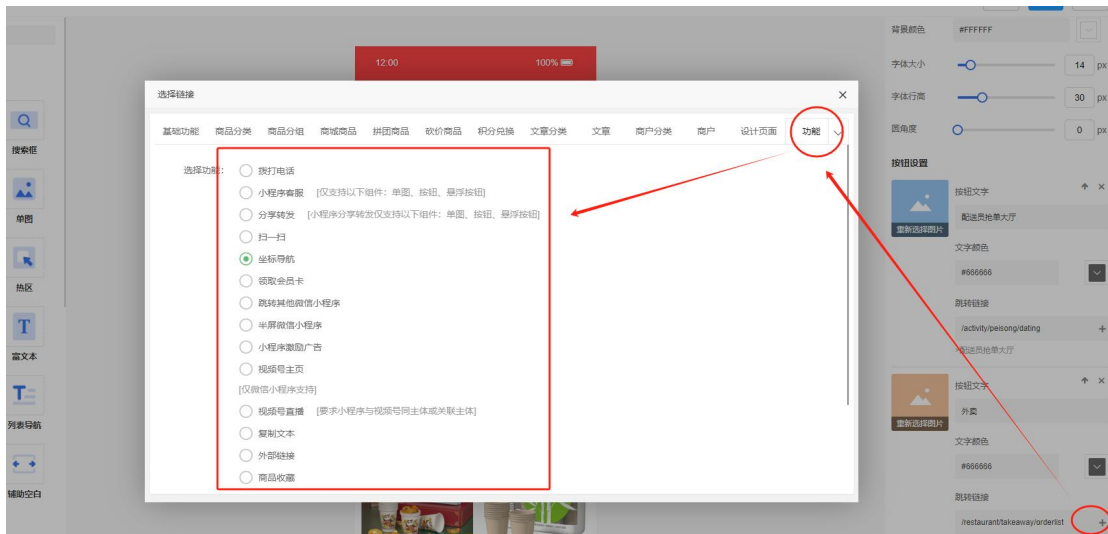 背景颜色 #FFFFFF
12:00 100%
字体大小 14 px
选择链接
字体行高 30 px
基础功能 商品分类 商品分组 商城商品 拼团商品 砍价商品 积分兑换 文章分类 文章 商户分类 商户 设计页面 功能
圆角度 0 px
搜索框
按钮设置
选择功能： 拨打电话
小程序客服 [仅支持以下组件：单图、按钮、悬浮按钮]
按钮文字
分享转发 [小程序分享转发仅支持以下组件：单图、按钮、悬浮按钮]
配送员抢单大厅
单图
重新选择图片
扫一扫
文字颜色
坐标导航
#666666
领取会员卡
热区
跳转其他微信小程序
跳转链接
半屏微信小程序
/activity/peisong/dating
小程序激励广告
>配送员抢单大厅
富文本
视频号主页
[仅微信小程序支持]
按钮文字
视频号直播 [要求小程序与视频号同主体或关联主体]
外卖
列表导航
重新选择图片
复制文本
文字颜色
外部链接
#666666
商品收藏
辅助空白
跳转链接
/restaurant/takeaway/orderlist